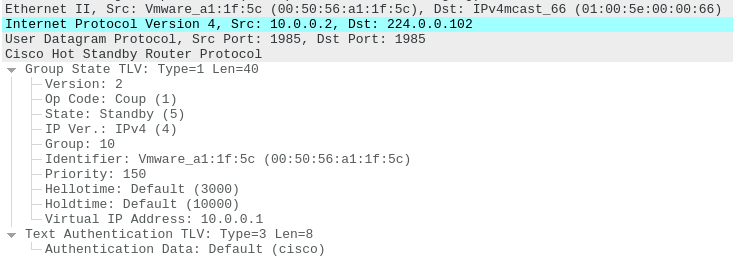 Ethernet II, Src: Vmware_a1:1f:5c (00:50:56:a1:1f:5c), Dst: IPv4mcast_66 (01:00:5e:00:00:66)
Internet Protocol Version 4, Src: 10.0.0.2, Dst: 224.0.0.102
User Datagram Protocol, Src Port: 1985, Dst Port: 1985
Cisco Hot Standby Router Protocol
Group State TLV: Type=1 Len=40
Version: 2
Op Code: Coup (1)
State: Standby (5)
IP Ver.: IPv4 (4)
Group: 10
Identifier: Vmware_a1:1f:5c (00:50:56:a1:1f:5c)
Priority: 150
Hellotime: Default (3000)
Holdtime: Default (10000)
Virtual IP Address: 10.0.0.1
Text Authentication TLV: Type=3 Len=8
Authentication Data: Default (cisco)